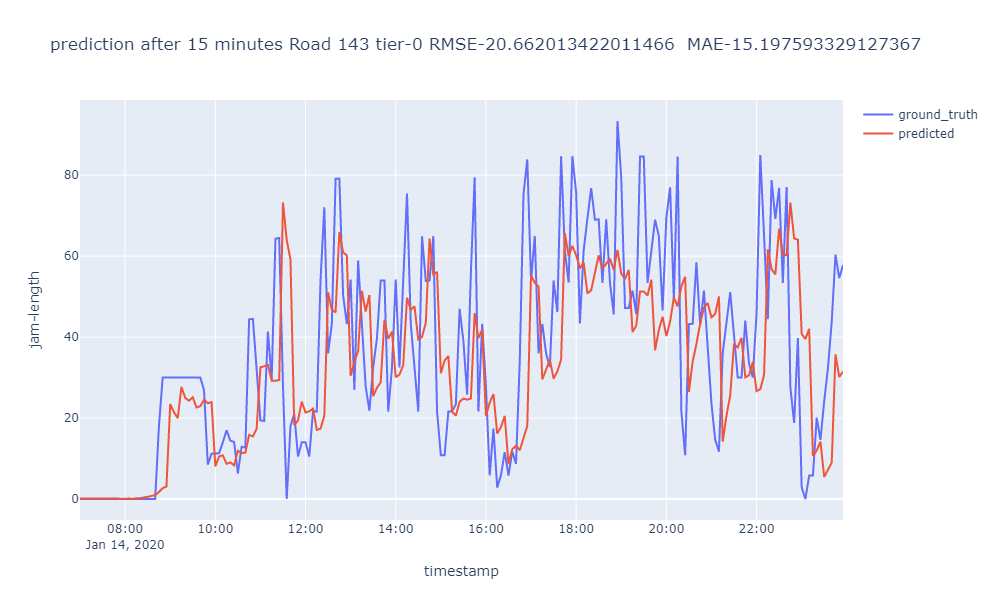 prediction after 15 minutes Road 143 tier-0 RMSE-20.662013422011466  MAE-15.197593329127367
ground_truth
predicted
jam-length
80
60
40
20
0
08:00 10:00 12:00 14:00 16:00 18:00 20:00 22:00
Jan 14, 2020
timestamp